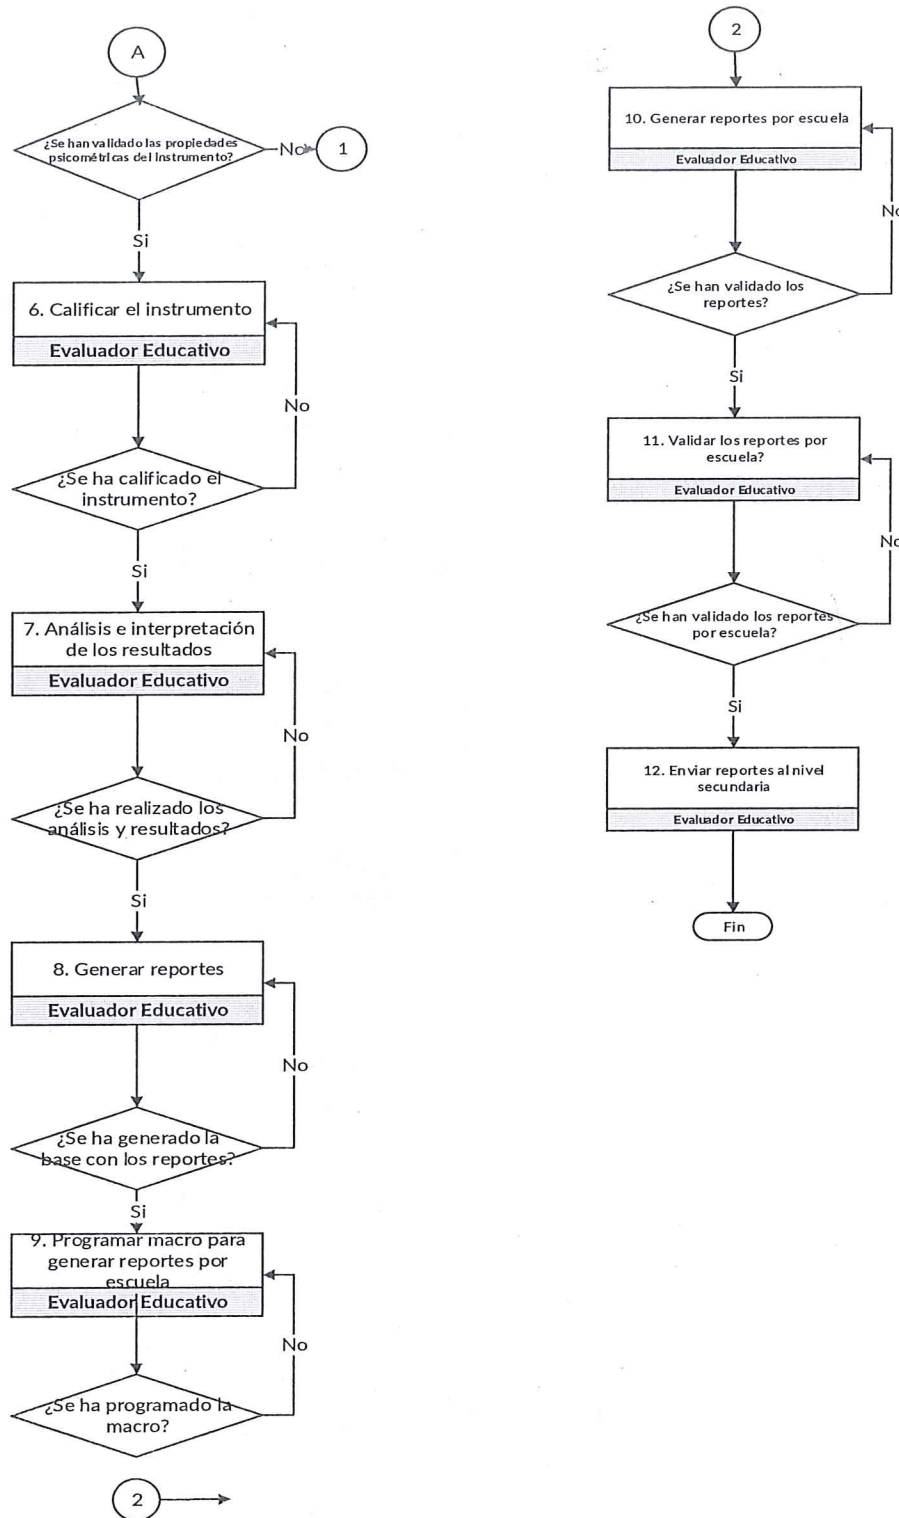 A
¿Se han validado las propiedades
psicométricas del instrumento?
No
1
Si
6. Calificar el instrumento
Evaluador Educativo
No
¿Se ha calificado el
instrumento?
Si
7. Análisis e interpretación
de los resultados
Evaluador Educativo
No
¿Se ha realizado los
análisis y resultados?
Si
8. Generar reportes
Evaluador Educativo
No
¿Se ha generado la
base con los reportes?
Si
9. Programar macro para
generar reportes por
escuela
Evaluador Educativo
No
¿Se ha programado la
macro?
2
2
10. Generar reportes por escuela
Evaluador Educativo
No
¿Se han validado los
reportes?
Si
11. Validar los reportes por
escuela?
Evaluador Educativo
No
¿Se han validado los reportes
por escuela?
Si
12. Enviar reportes al nivel
secundaria
Evaluador Educativo
Fin